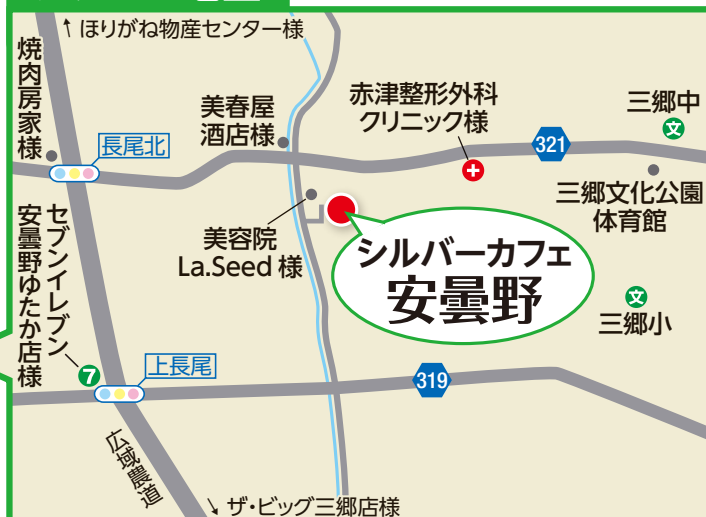 ↑ ほりがね物産センター様
焼肉房家様
長尾北
美春屋
酒店様
赤津整形外科
クリニック様
321
三郷中
文
三郷文化公園
体育館
美容院
La.Seed 様
シルバーカフェ
安曇野
文
三郷小
セブンイレブン
安曇野ゆたか店様
7
上長尾
319
広域農道
↘ ザ・ビッグ三郷店様